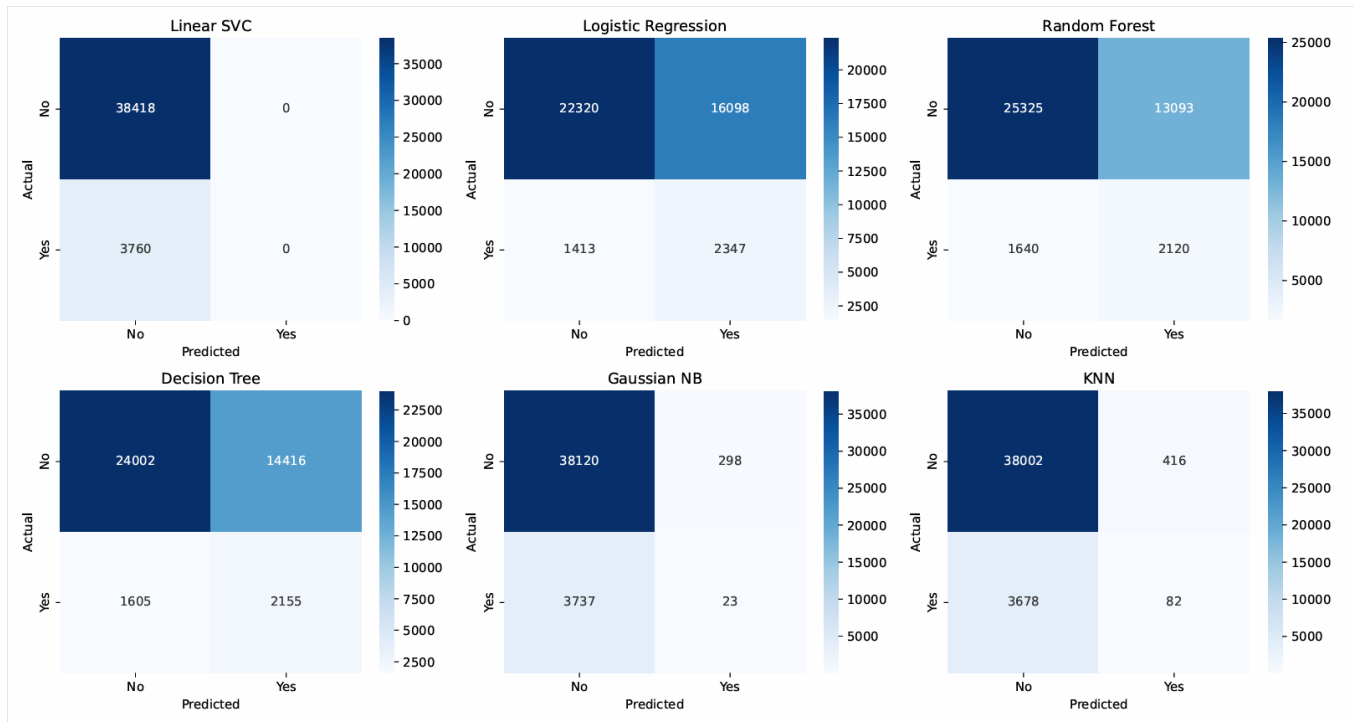 Linear SVC
Logistic Regression
Random Forest
No
Yes
Actual
38418
0
3760
0
No
Yes
Predicted
35000
30000
25000
20000
15000
10000
5000
0
No
Yes
Actual
22320
16098
1413
2347
No
Yes
Predicted
20000
17500
15000
12500
10000
7500
5000
2500
No
Yes
Actual
25325
13093
1640
2120
No
Yes
Predicted
25000
20000
15000
10000
5000
Decision Tree
Gaussian NB
KNN
No
Yes
Actual
24002
14416
1605
2155
No
Yes
Predicted
22500
20000
17500
15000
12500
10000
7500
5000
2500
No
Yes
Actual
38120
298
3737
23
No
Yes
Predicted
35000
30000
25000
20000
15000
10000
5000
No
Yes
Actual
38002
416
3678
82
No
Yes
Predicted
35000
30000
25000
20000
15000
10000
5000